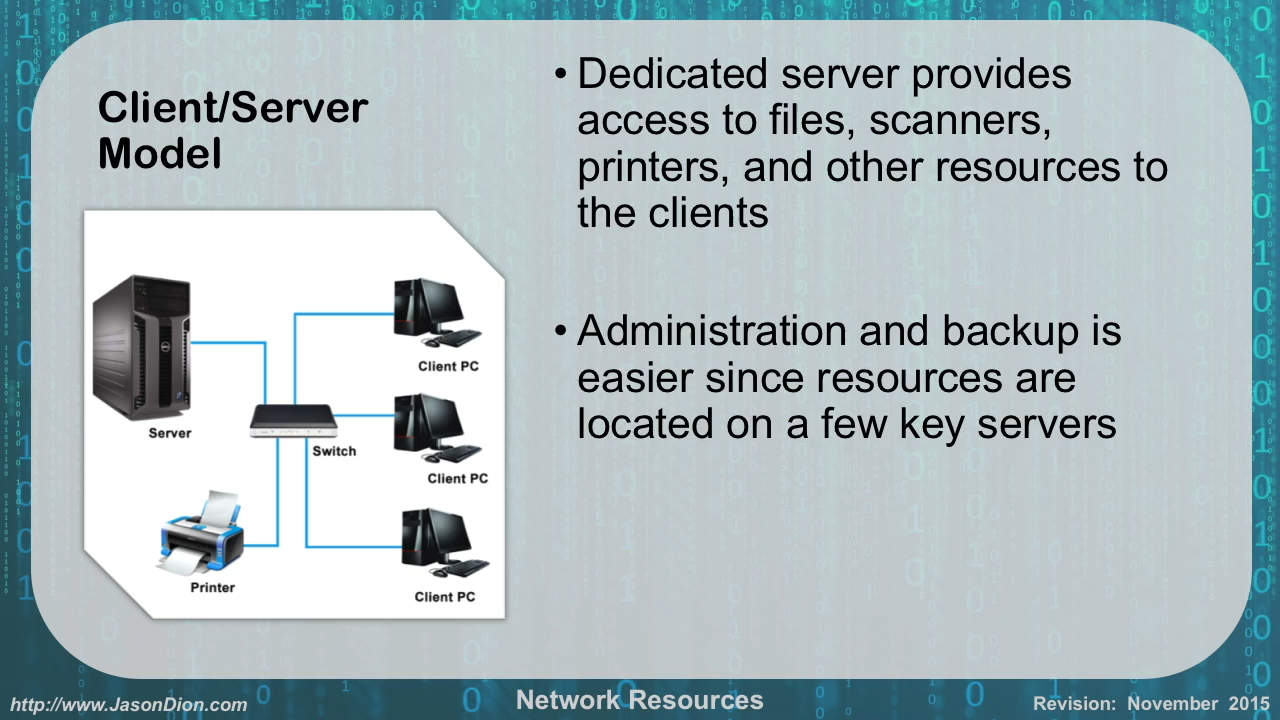 Client/Server
Model
• Dedicated server provides
access to files, scanners,
printers, and other resources to
the clients
• Administration and backup is
easier since resources are
located on a few key servers
Server
Switch
Printer
Client PC
Client PC
Client PC
http://www.JasonDion.com
Network Resources
Revision: November 2015